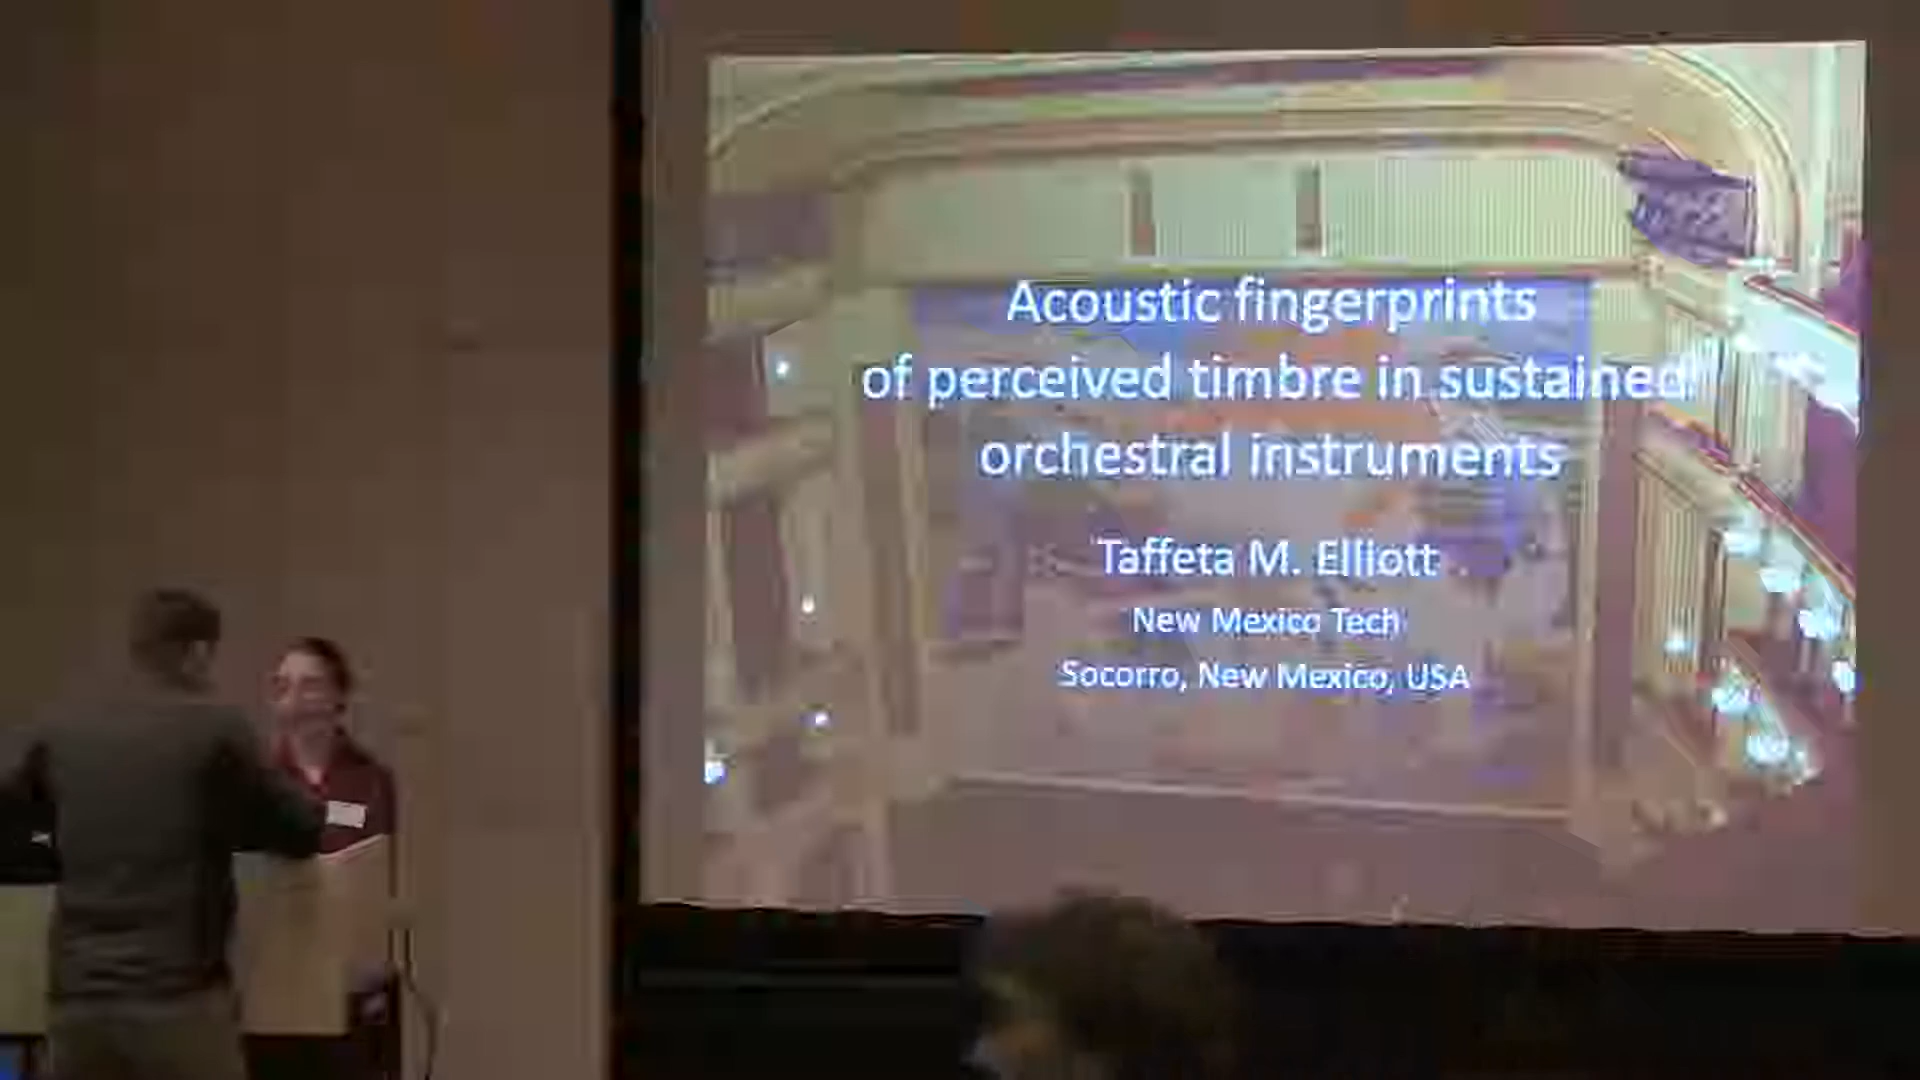 Acoustic fingerprints
of perceived timbre in sustained
orchestral instruments
Taffeta M. Elliott
New Mexico Tech
Socorro, New Mexico, USA